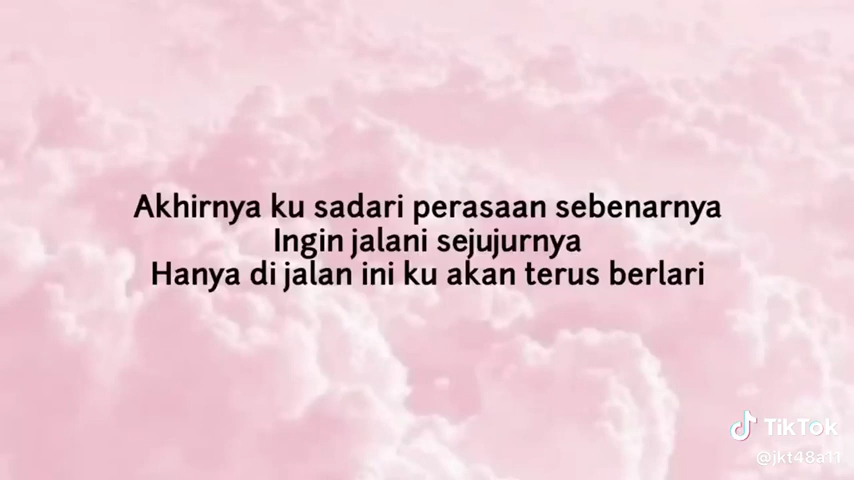 Akhirnya ku sadari perasaan sebenarnya
Ingin jalani sejujurnya
Hanya di jalan ini ku akan terus berlari
TikTok
@jkt48a11